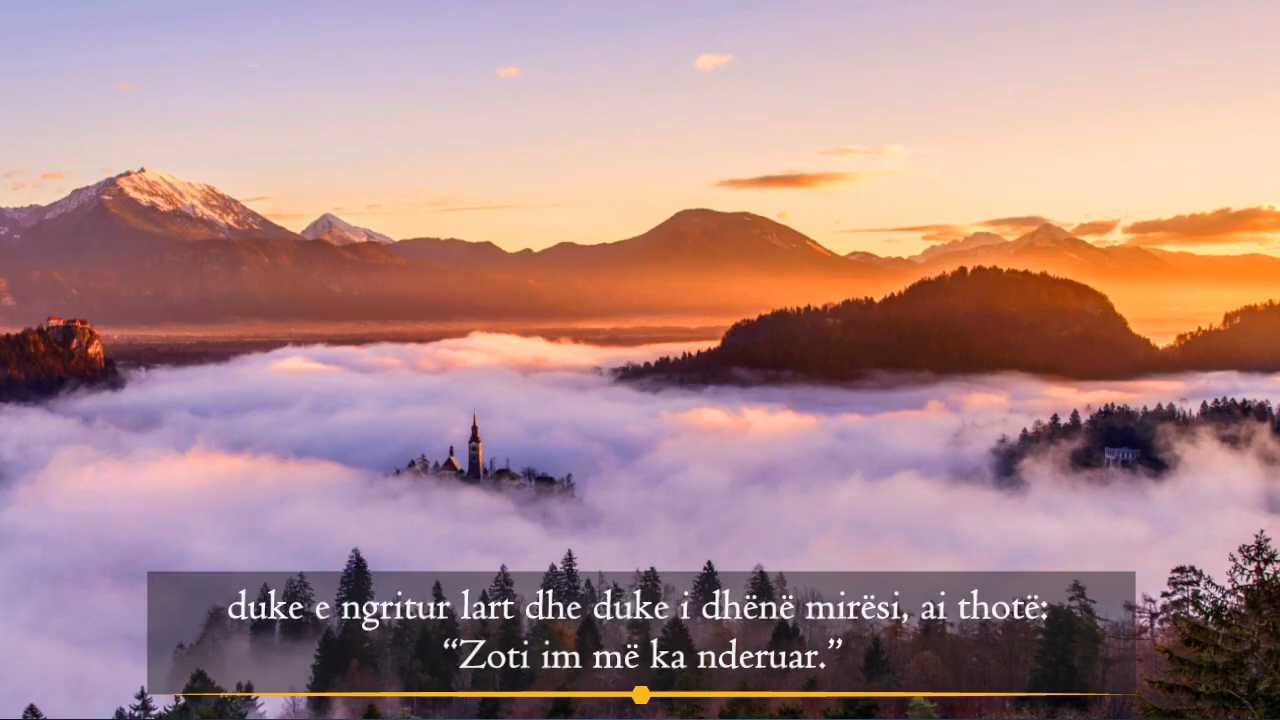 duke e ngritur lart dhe duke i dhënë mirësi, ai thotë:
“Zoti im më ka nderuar.”